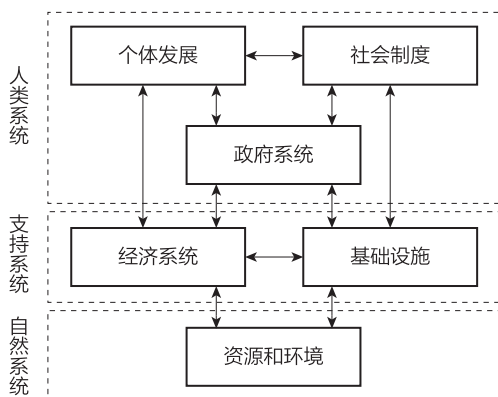 人类系统
个体发展
社会制度
政府系统
支持系统
经济系统
基础设施
自然系统
资源和环境